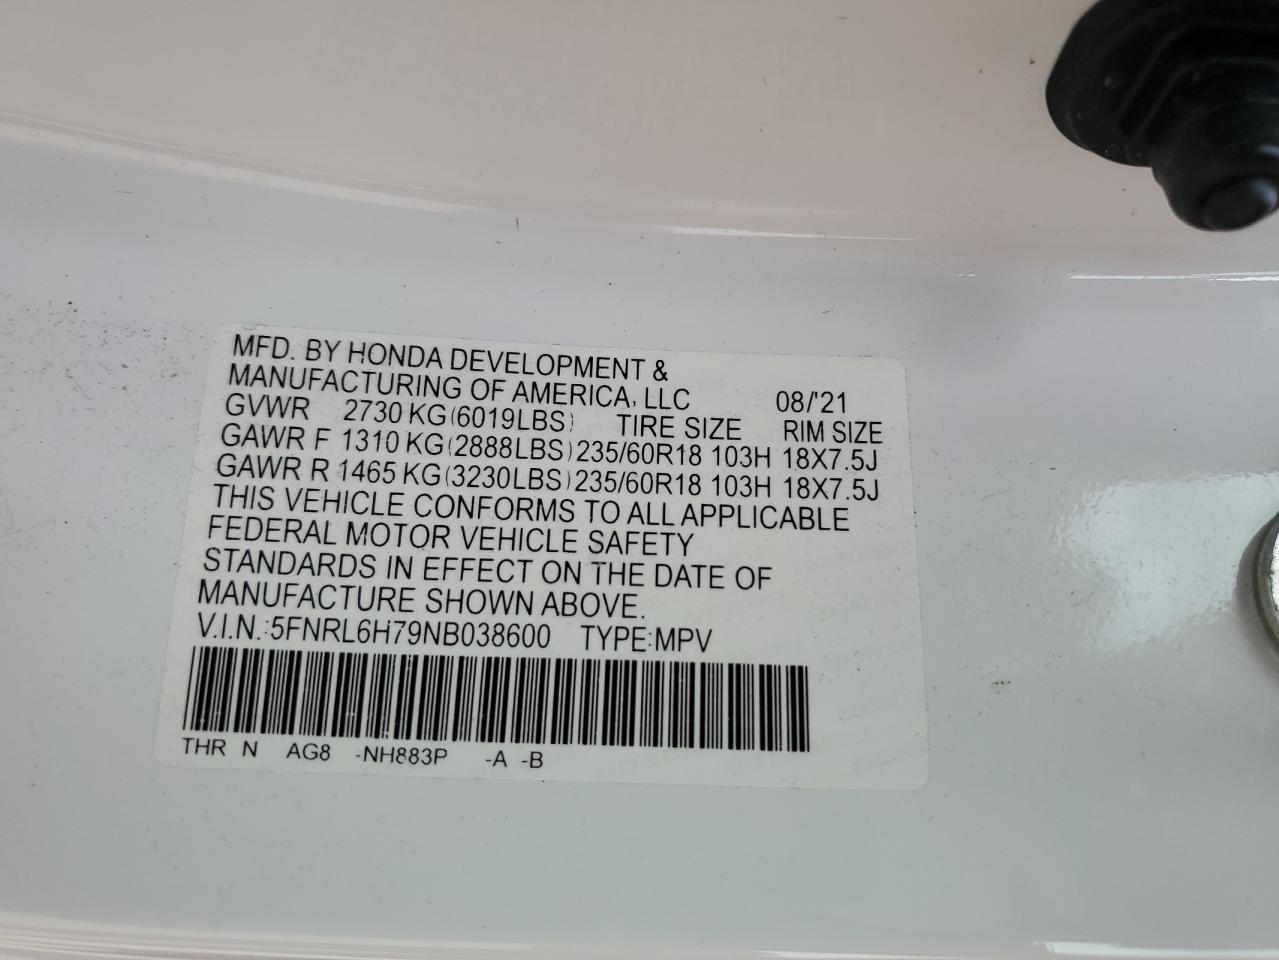 MFD. BY HONDA DEVELOPMENT &
MANUFACTURING OF AMERICA, LLC 08/'21
GVWR 2730 KG(6019LBS) TIRE SIZE RIM SIZE
GAWR F 1310 KG(2888LBS)235/60R18 103H 18X7.5J
GAWR R 1465 KG(3230LBS)235/60R18 103H 18X7.5J
THIS VEHICLE CONFORMS TO ALL APPLICABLE
FEDERAL MOTOR VEHICLE SAFETY
STANDARDS IN EFFECT ON THE DATE OF
MANUFACTURE SHOWN ABOVE.
V.I.N.:5FNRL6H79NB038600 TYPE:MPV
THR N AG8 -NH883P -A -B